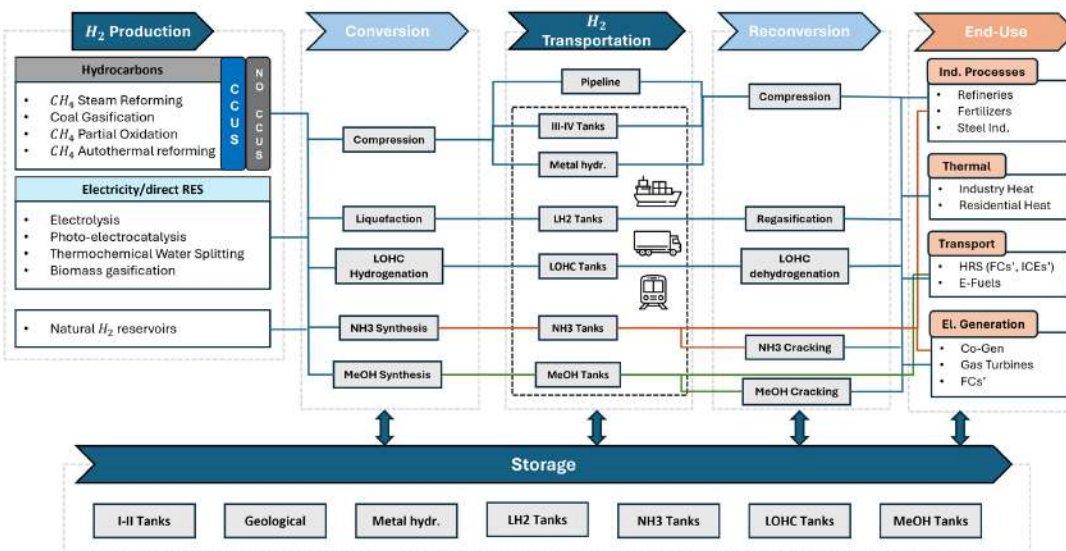 H₂ Production
Conversion
H₂
Transportation
Reconversion
End-Use
Hydrocarbons
• CH₄ Steam Reforming
• Coal Gasification
• CH₄ Partial Oxidation
• CH₄ Autothermal reforming
CCUS
NO CCUS
Electricity/direct RES
• Electrolysis
• Photo-electrocatalysis
• Thermochemical Water Splitting
• Biomass gasification
• Natural H₂ reservoirs
Compression
Liquefaction
LOHC
Hydrogenation
NH3 Synthesis
MeOH Synthesis
Pipeline
III-IV Tanks
Metal hydr.
LH2 Tanks
LOHC Tanks
NH3 Tanks
MeOH Tanks
Compression
Regasification
LOHC
dehydrogenation
NH3 Cracking
MeOH Cracking
Ind. Processes
• Refineries
• Fertilizers
• Steel Ind.
Thermal
• Industry Heat
• Residential Heat
Transport
• HRS (FCs', ICEs')
• E-Fuels
El. Generation
• Co-Gen
• Gas Turbines
• FCs'
Storage
I-II Tanks
Geological
Metal hydr.
LH2 Tanks
NH3 Tanks
LOHC Tanks
MeOH Tanks